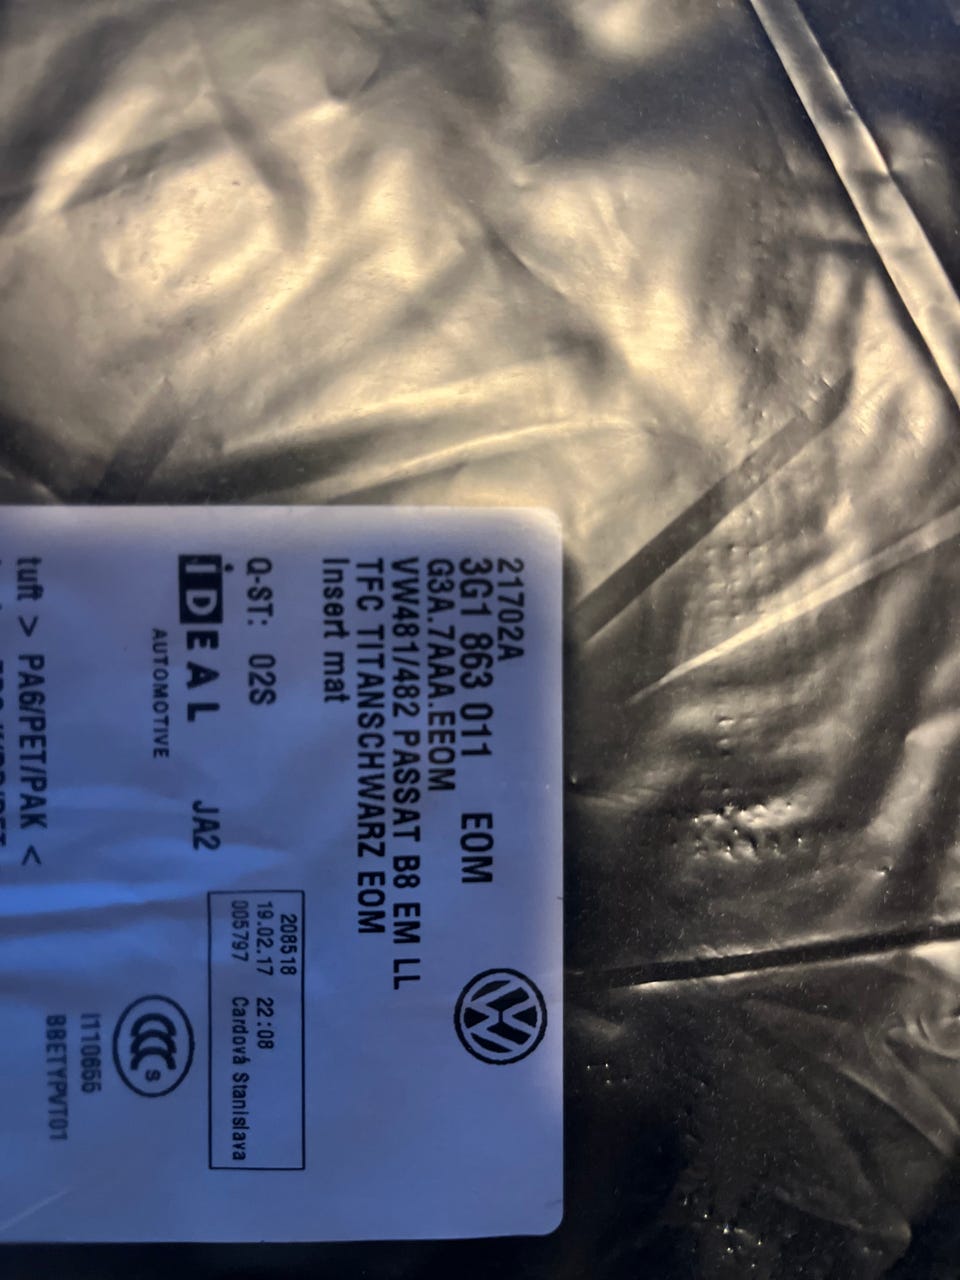 21702A
3G1 863 011 EOM
G3A.7AA.EEOM
VW481/482 PASSAT B8 EM LL
TFC TITANSCHWARZ EOM
Insert mat
Q-ST: 02S
iDEAL JA2
AUTOMOTIVE
208518
19.02.17 22:08
005797 Cardová Stanislava
CCC S
I110655
BBETYPVT01
tuft > PA6/PET/PAK <